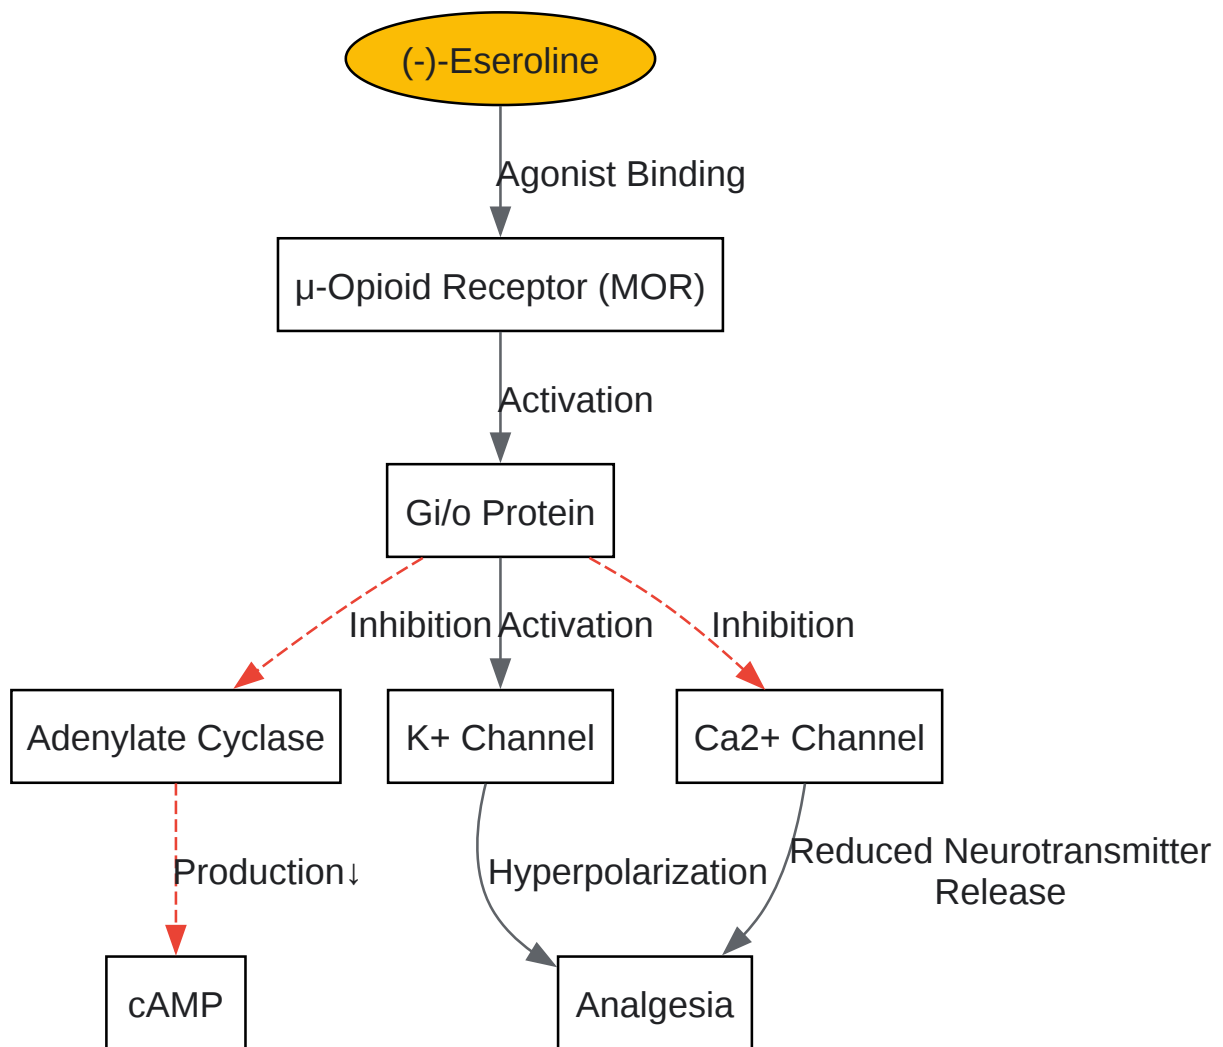 (-)-Eseroline
Agonist Binding
μ-Opioid Receptor (MOR)
Activation
Gi/o Protein
Inhibition
Activation
Inhibition
Adenylate Cyclase
K+ Channel
Ca2+ Channel
Production↓
Hyperpolarization
Reduced Neurotransmitter
Release
cAMP
Analgesia